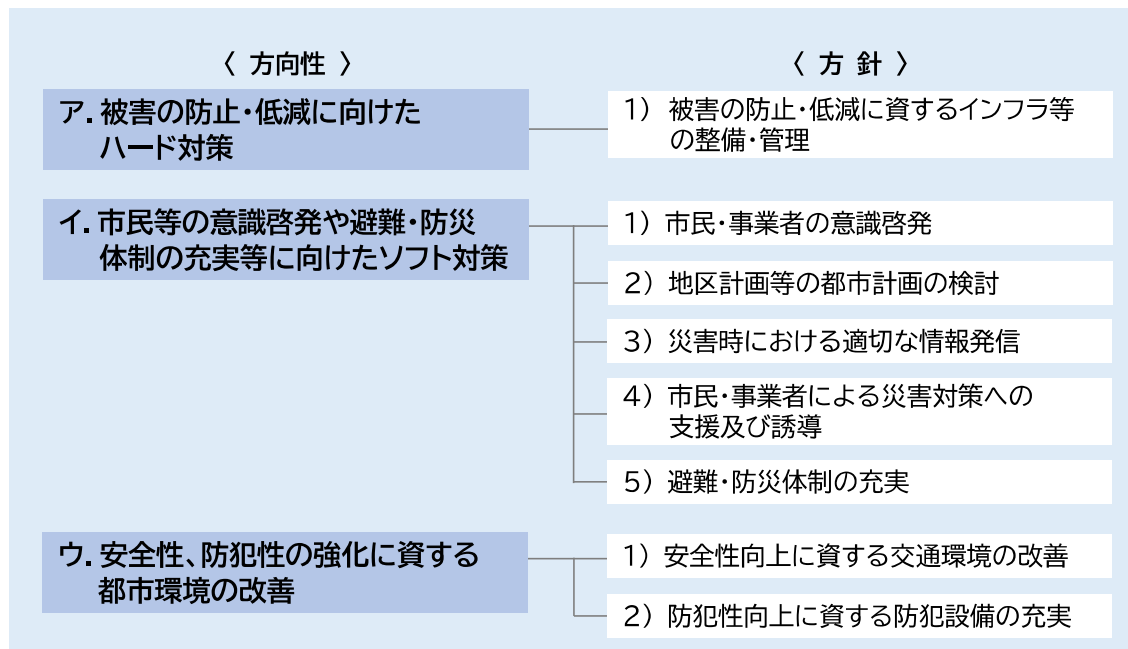 〈 方向性 〉
〈 方 針 〉
ア. 被害の防止・低減に向けた
ハード対策
1) 被害の防止・低減に資するインフラ等
の整備・管理
イ. 市民等の意識啓発や避難・防災
体制の充実等に向けたソフト対策
1) 市民・事業者の意識啓発
2) 地区計画等の都市計画の検討
3) 災害時における適切な情報発信
4) 市民・事業者による災害対策への
支援及び誘導
5) 避難・防災体制の充実
ウ. 安全性、防犯性の強化に資する
都市環境の改善
1) 安全性向上に資する交通環境の改善
2) 防犯性向上に資する防犯設備の充実